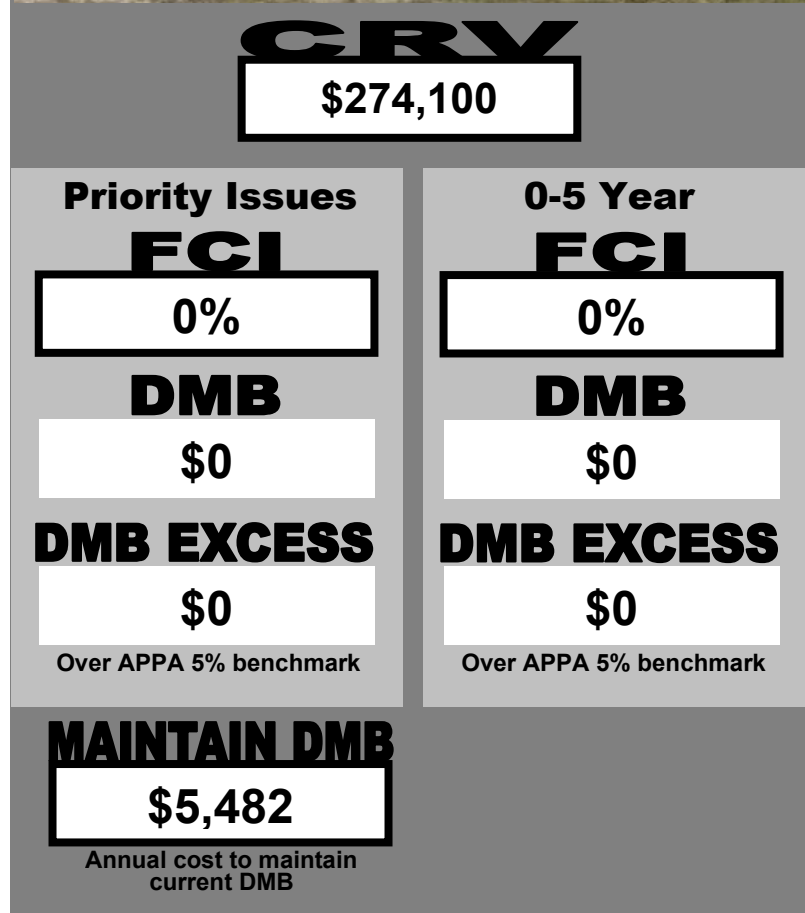 CRV
$274,100
Priority Issues
FCI
0%
DMB
$0
DMB EXCESS
$0
Over APPA 5% benchmark
0-5 Year
FCI
0%
DMB
$0
DMB EXCESS
$0
Over APPA 5% benchmark
MAINTAIN DMB
$5,482
Annual cost to maintain
current DMB